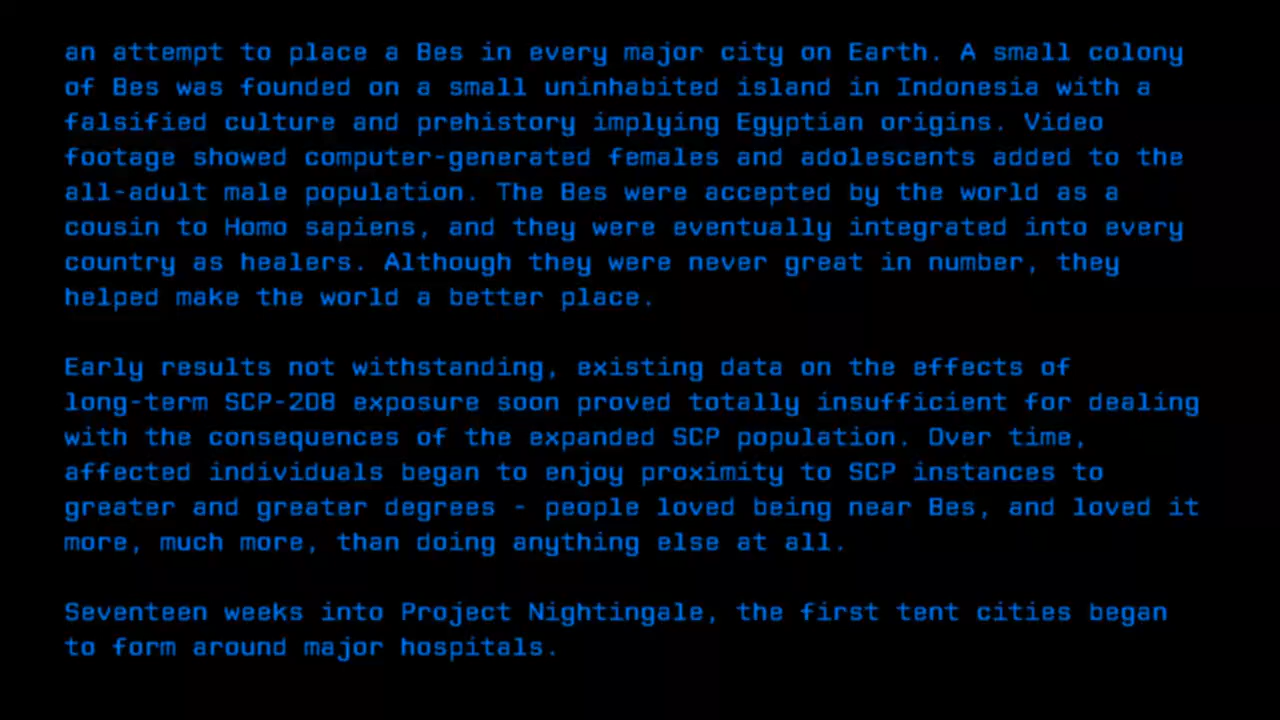 an attempt to place a Bes in every major city on Earth. A small colony
of Bes was founded on a small uninhabited island in Indonesia with a
falsified culture and prehistory implying Egyptian origins. Video
footage showed computer-generated females and adolescents added to the
all-adult male population. The Bes were accepted by the world as a
cousin to Homo sapiens, and they were eventually integrated into every
country as healers. Although they were never great in number, they
helped make the world a better place.
Early results not withstanding, existing data on the effects of
long-term SCP-208 exposure soon proved totally insufficient for dealing
with the consequences of the expanded SCP population. Over time,
affected individuals began to enjoy proximity to SCP instances to
greater and greater degrees - people loved being near Bes, and loved it
more, much more, than doing anything else at all.
Seventeen weeks into Project Nightingale, the first tent cities began
to form around major hospitals.